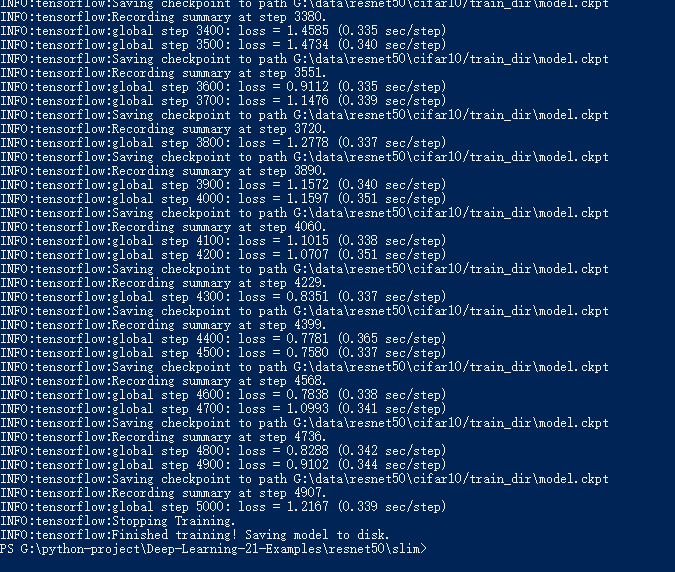 INFO:tensorflow:Saving checkpoint to path G:\data\resnet50\cifar10/train_dir\model.ckpt
INFO:tensorflow:Recording summary at step 3380.
INFO:tensorflow:global step 3400: loss = 1.4585 (0.335 sec/step)
INFO:tensorflow:global step 3500: loss = 1.4734 (0.340 sec/step)
INFO:tensorflow:Saving checkpoint to path G:\data\resnet50\cifar10/train_dir\model.ckpt
INFO:tensorflow:Recording summary at step 3551.
INFO:tensorflow:global step 3600: loss = 0.9112 (0.335 sec/step)
INFO:tensorflow:global step 3700: loss = 1.1476 (0.339 sec/step)
INFO:tensorflow:Saving checkpoint to path G:\data\resnet50\cifar10/train_dir\model.ckpt
INFO:tensorflow:Recording summary at step 3720.
INFO:tensorflow:global step 3800: loss = 1.2778 (0.337 sec/step)
INFO:tensorflow:Saving checkpoint to path G:\data\resnet50\cifar10/train_dir\model.ckpt
INFO:tensorflow:Recording summary at step 3890.
INFO:tensorflow:global step 3900: loss = 1.1572 (0.340 sec/step)
INFO:tensorflow:global step 4000: loss = 1.1597 (0.351 sec/step)
INFO:tensorflow:Saving checkpoint to path G:\data\resnet50\cifar10/train_dir\model.ckpt
INFO:tensorflow:Recording summary at step 4060.
INFO:tensorflow:global step 4100: loss = 1.1015 (0.338 sec/step)
INFO:tensorflow:global step 4200: loss = 1.0707 (0.351 sec/step)
INFO:tensorflow:Saving checkpoint to path G:\data\resnet50\cifar10/train_dir\model.ckpt
INFO:tensorflow:Recording summary at step 4229.
INFO:tensorflow:global step 4300: loss = 0.8351 (0.337 sec/step)
INFO:tensorflow:Saving checkpoint to path G:\data\resnet50\cifar10/train_dir\model.ckpt
INFO:tensorflow:Recording summary at step 4399.
INFO:tensorflow:global step 4400: loss = 0.7781 (0.365 sec/step)
INFO:tensorflow:global step 4500: loss = 0.7580 (0.337 sec/step)
INFO:tensorflow:Saving checkpoint to path G:\data\resnet50\cifar10/train_dir\model.ckpt
INFO:tensorflow:Recording summary at step 4568.
INFO:tensorflow:global step 4600: loss = 0.7838 (0.338 sec/step)
INFO:tensorflow:global step 4700: loss = 1.0993 (0.341 sec/step)
INFO:tensorflow:Saving checkpoint to path G:\data\resnet50\cifar10/train_dir\model.ckpt
INFO:tensorflow:Recording summary at step 4736.
INFO:tensorflow:global step 4800: loss = 0.8288 (0.342 sec/step)
INFO:tensorflow:global step 4900: loss = 0.9102 (0.344 sec/step)
INFO:tensorflow:Saving checkpoint to path G:\data\resnet50\cifar10/train_dir\model.ckpt
INFO:tensorflow:Recording summary at step 4907.
INFO:tensorflow:global step 5000: loss = 1.2167 (0.339 sec/step)
INFO:tensorflow:Stopping Training.
INFO:tensorflow:Finished training! Saving model to disk.
PS G:\python-project\Deep-Learning-21-Examples\resnet50\slim>